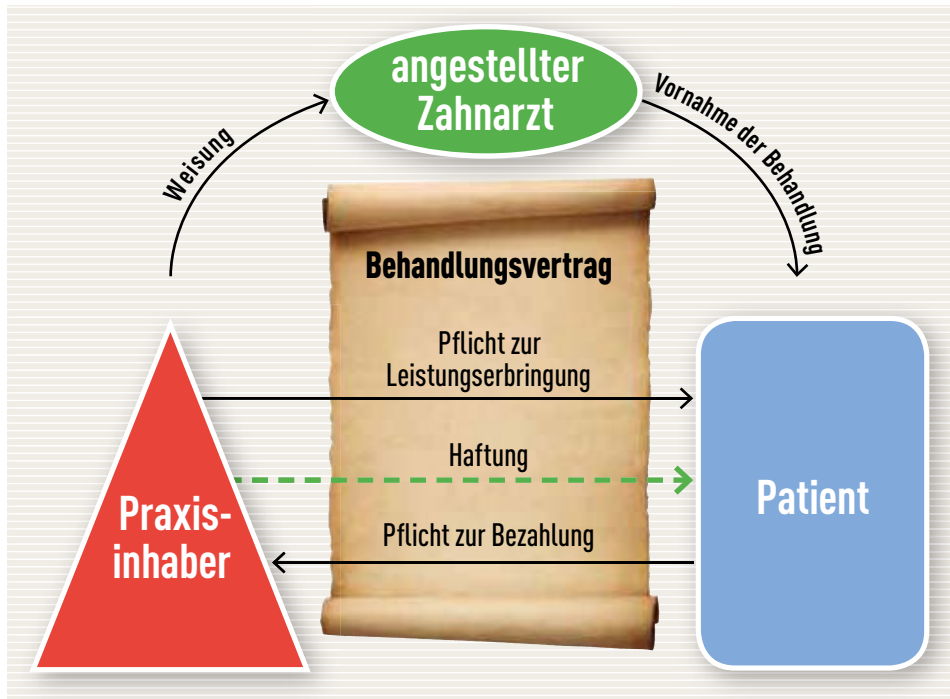 angestellter
Zahnarzt
Weisung
Vornahme der Behandlung
Behandlungsvertrag
Pflicht zur
Leistungserbringung
Haftung
Pflicht zur Bezahlung
Praxis-
inhaber
Patient